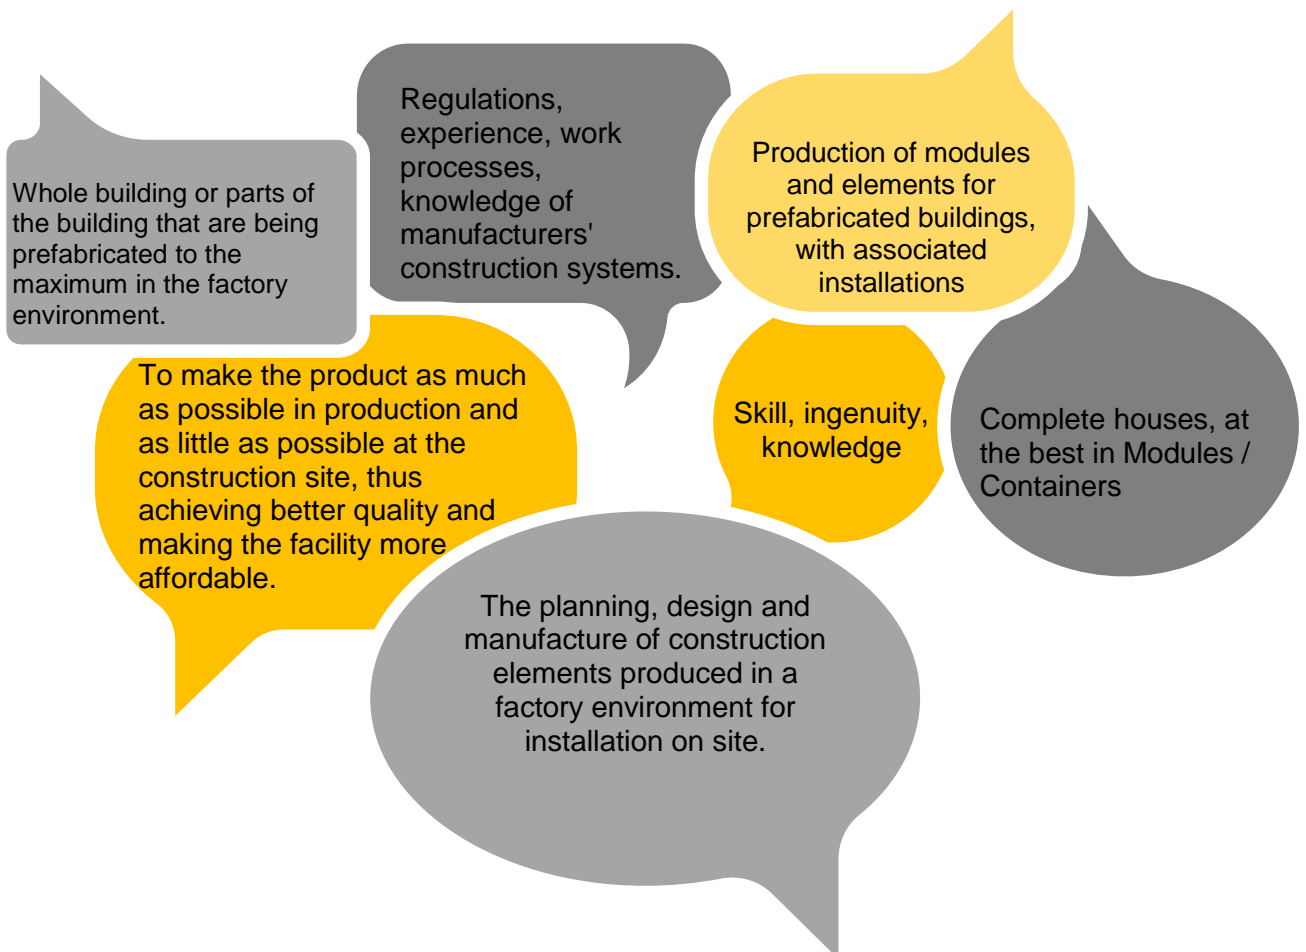 Whole building or parts of
the building that are being
prefabricated to the
maximum in the factory
environment.
Regulations,
experience, work
processes,
knowledge of
manufacturers'
construction systems.
Production of modules
and elements for
prefabricated buildings,
with associated
installations
To make the product as much
as possible in production and
as little as possible at the
construction site, thus
achieving better quality and
making the facility more
affordable.
Skill, ingenuity,
knowledge
Complete houses, at
the best in Modules /
Containers
The planning, design and
manufacture of construction
elements produced in a
factory environment for
installation on site.